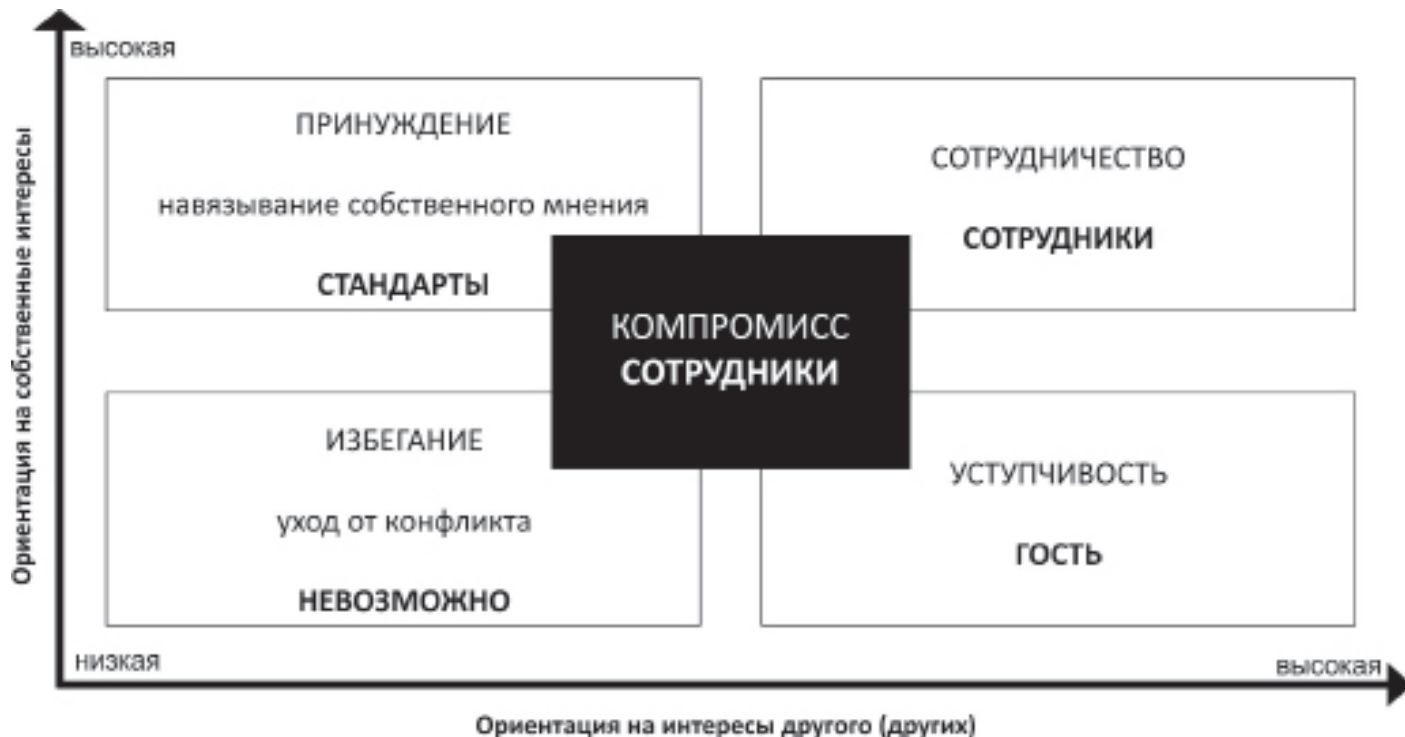 высокая
Ориентация на собственные интересы
ПРИНУЖДЕНИЕ
навязывание собственного мнения
СТАНДАРТЫ
СОТРУДНИЧЕСТВО
СОТРУДНИКИ
КОМПРОМИСС
СОТРУДНИКИ
ИЗБЕГАНИЕ
уход от конфликта
НЕВОЗМОЖНО
УСТУПЧИВОСТЬ
ГОСТЬ
низкая
высокая
Ориентация на интересы другого (других)